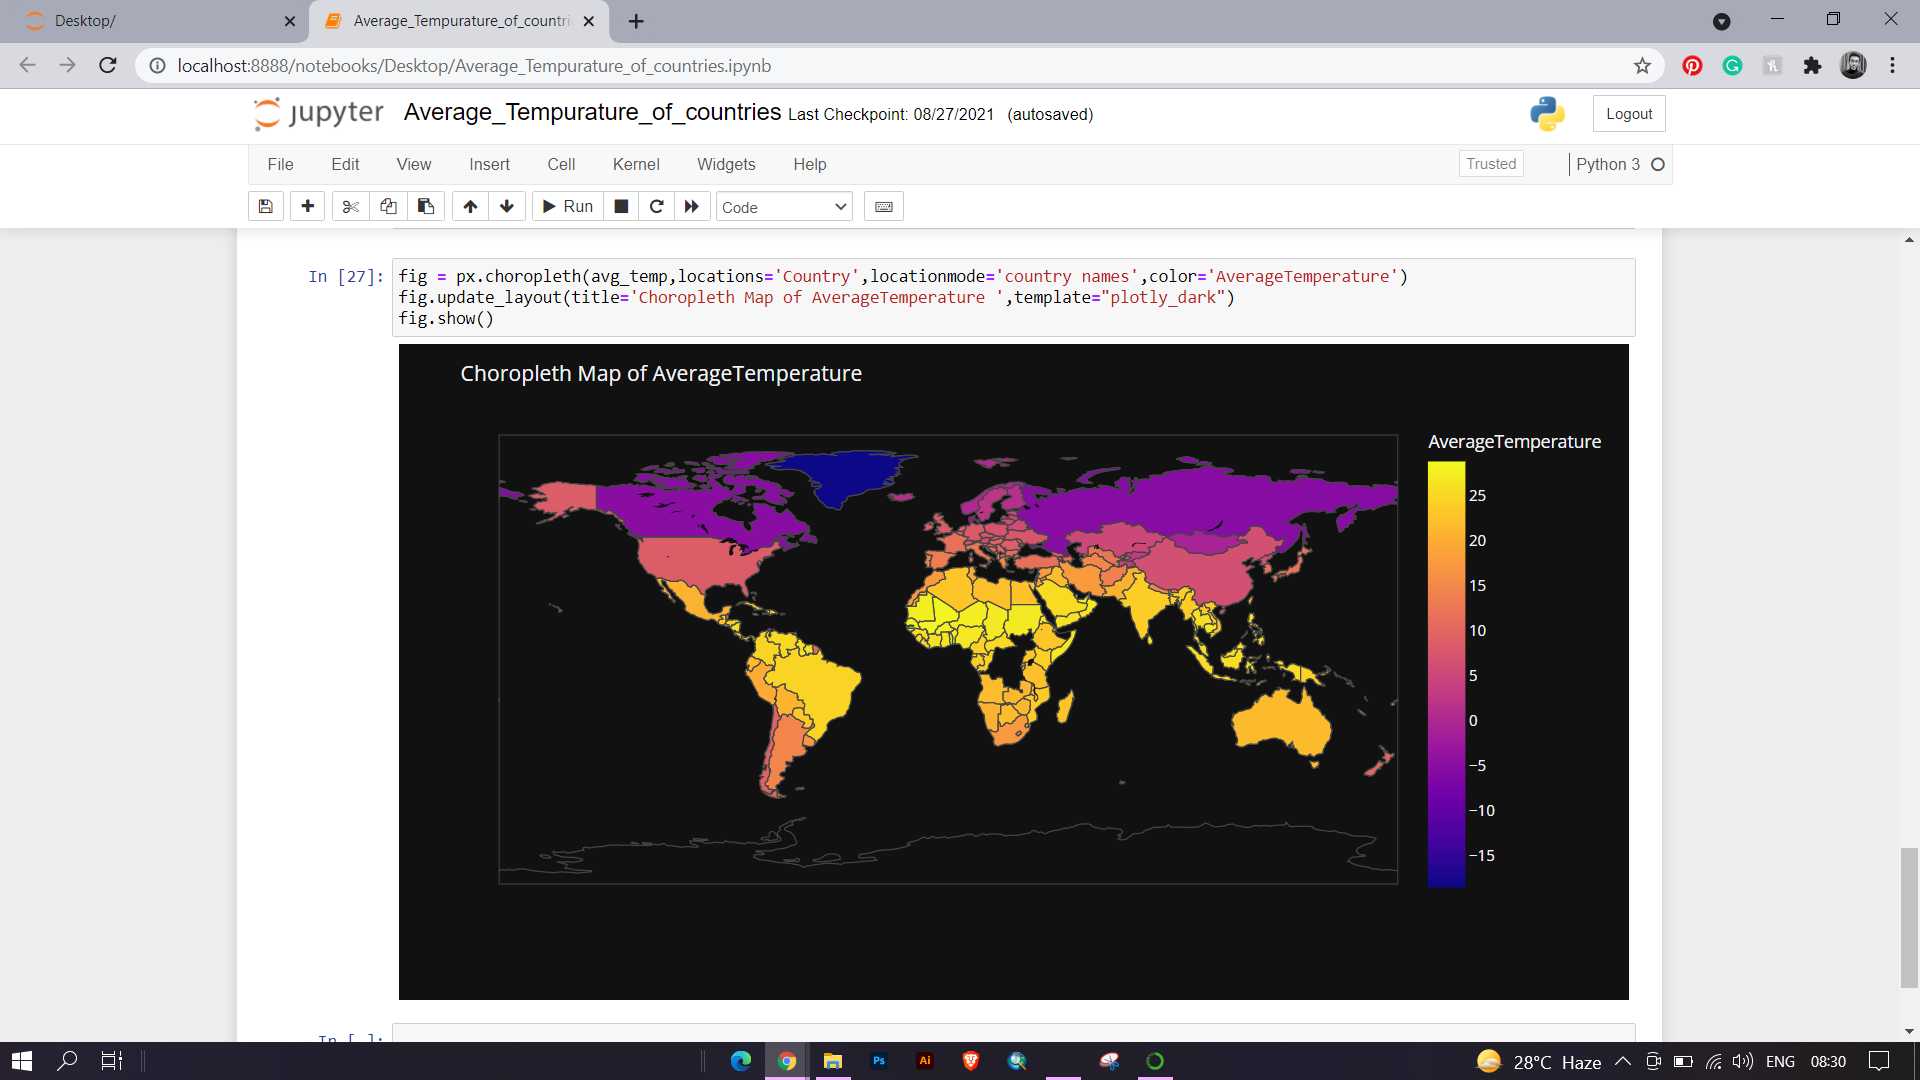 Desktop/
Average_Tempurature_of_countri
localhost:8888/notebooks/Desktop/Average_Tempurature_of_countries.ipynb
jupyter Average_Tempurature_of_countries Last Checkpoint: 08/27/2021 (autosaved)
Logout
File Edit View Insert Cell Kernel Widgets Help
Trusted
Python 3
Run
Code
In [27]:
fig = px.choropleth(avg_temp,locations='Country',locationmode='country names',color='AverageTemperature')
fig.update_layout(title='Choropleth Map of AverageTemperature ',template="plotly_dark")
fig.show()
Choropleth Map of AverageTemperature
AverageTemperature
25
20
15
10
5
0
−5
−10
−15
In [ ]:
Ps
Ai
28°C Haze
ENG
08:30